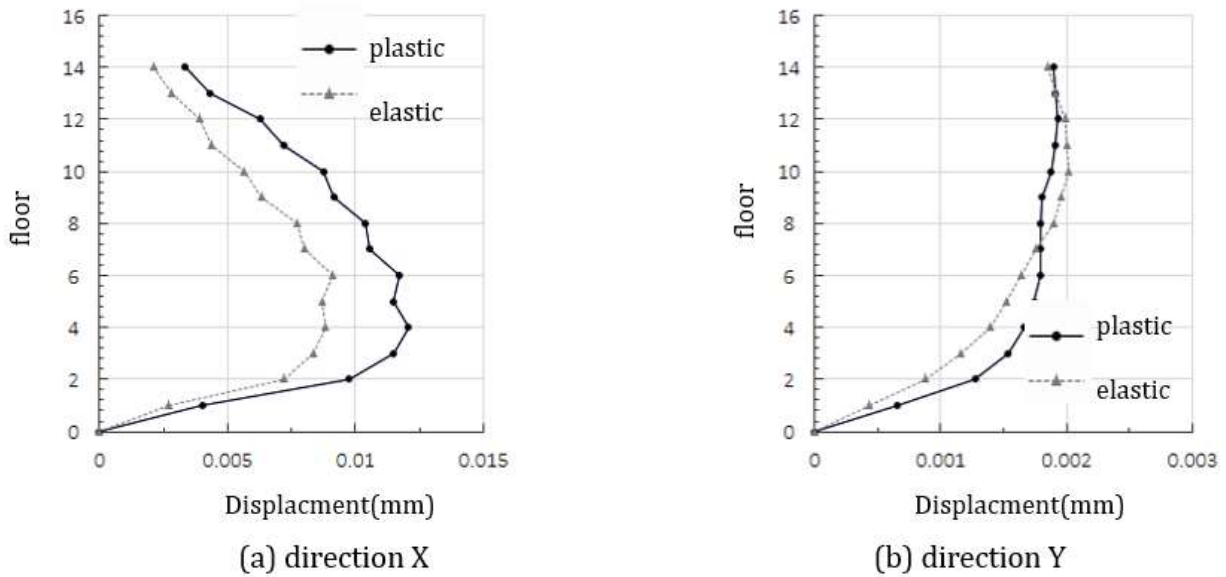 16
14
12
10
8
6
4
2
0
floor
plastic
elastic
0
0.005
0.01
0.015
Displacment(mm)
(a) direction X
16
14
12
10
8
6
4
2
0
floor
plastic
elastic
0
0.001
0.002
0.003
Displacment(mm)
(b) direction Y